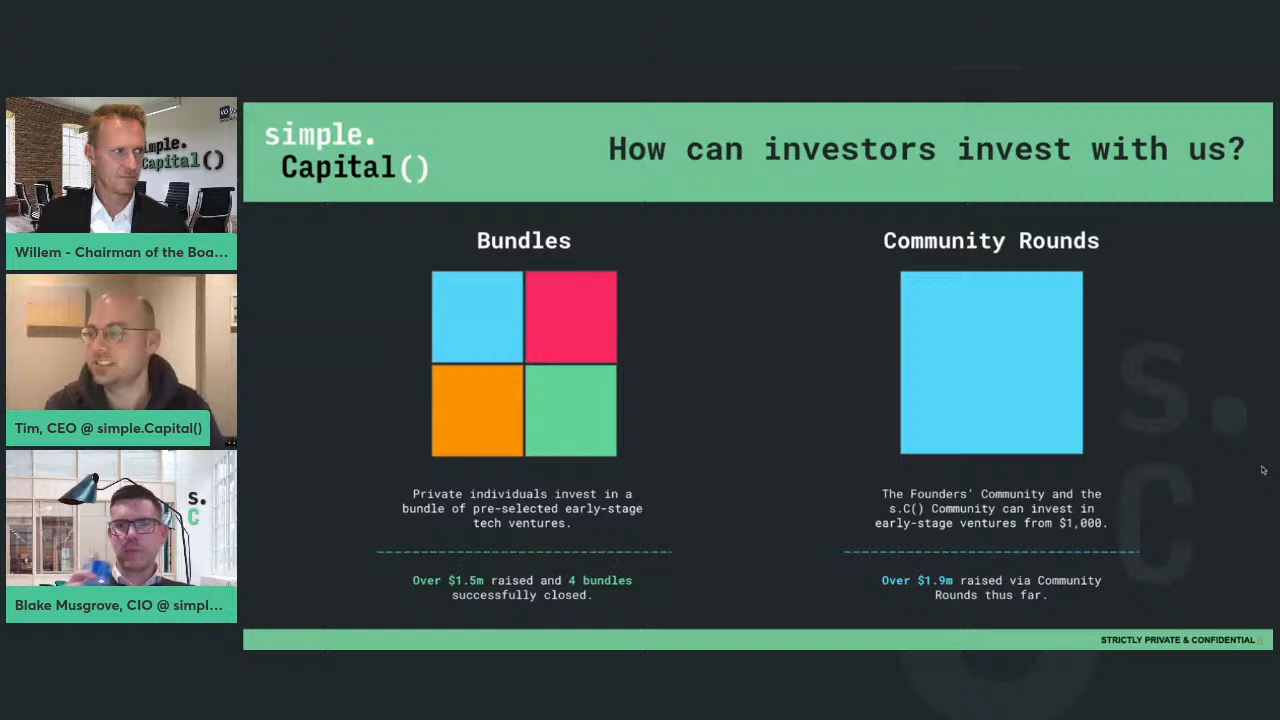 simple.
Capital()
How can investors invest with us?
imple.
Capital()
Willem - Chairman of the Boa...
Tim, CEO @ simple.Capital()
s.
C
Blake Musgrove, CIO @ simpl...
Bundles
Private individuals invest in a
bundle of pre-selected early-stage
tech ventures.
Over $1.5m raised and 4 bundles
successfully closed.
Community Rounds
The Founders' Community and the
s.C() Community can invest in
early-stage ventures from $1,000.
Over $1.9m raised via Community
Rounds thus far.
s.
C
STRICTLY PRIVATE & CONFIDENTIAL